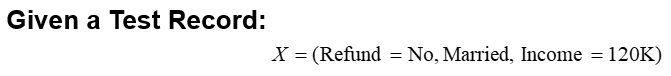 Given a Test Record:
X = (Refund = No, Married, Income = 120K)